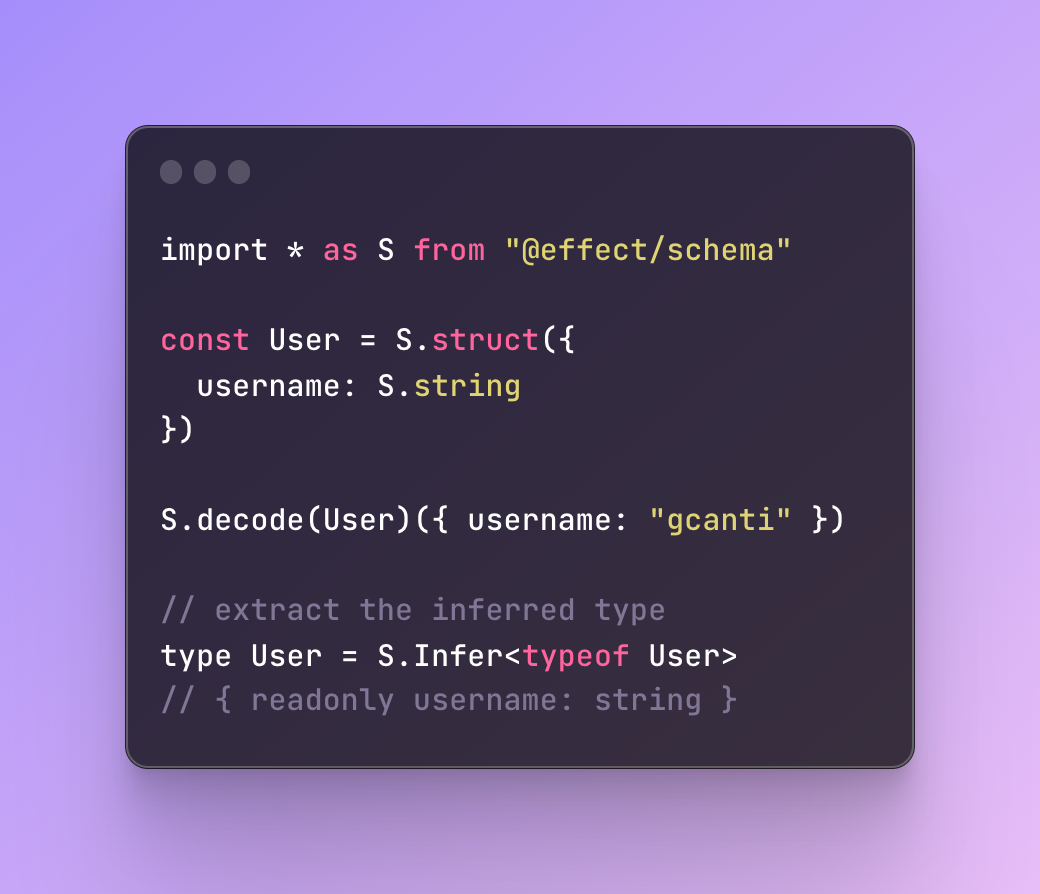 import * as S from "@effect/schema"
const User = S.struct({
  username: S.string
})
S.decode(User)({ username: "gcanti" })
// extract the inferred type
type User = S.Infer<typeof User>
// { readonly username: string }